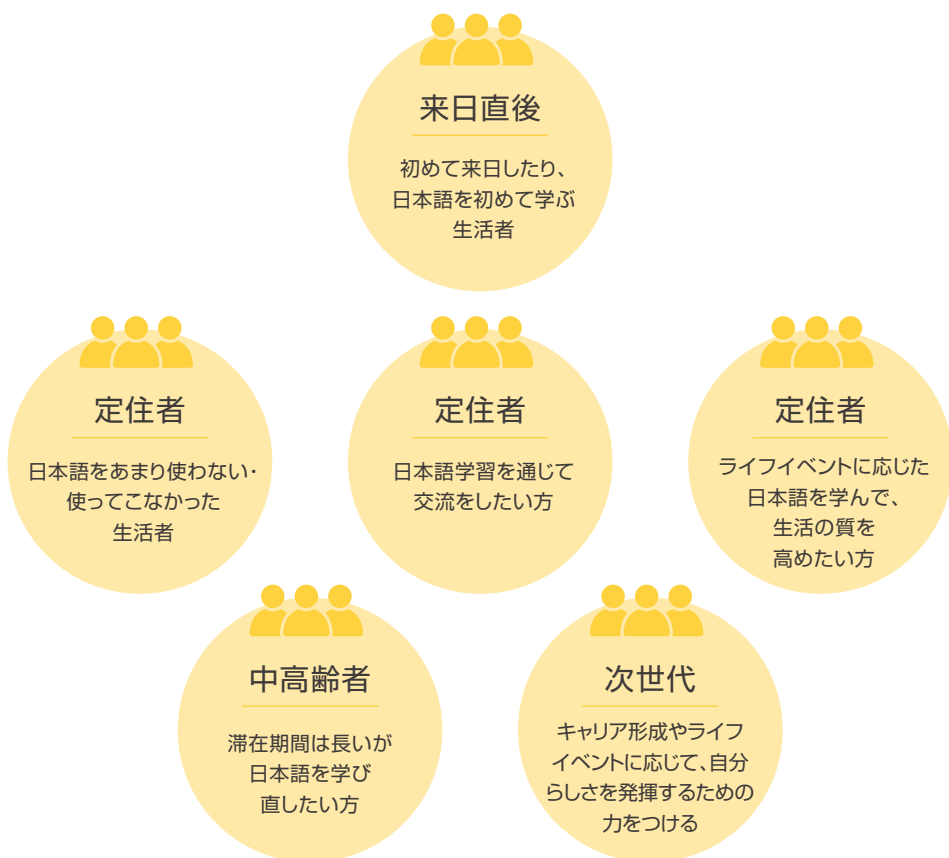 来日直後
初めて来日したり、
日本語を初めて学ぶ
生活者
定住者
日本語をあまり使わない・
使ってこなかった
生活者
定住者
日本語学習を通じて
交流をしたい方
定住者
ライフイベントに応じた
日本語を学んで、
生活の質を
高めたい方
中高齢者
滞在期間は長いが
日本語を学び
直したい方
次世代
キャリア形成やライフ
イベントに応じて、自分
らしさを発揮するための
力をつける